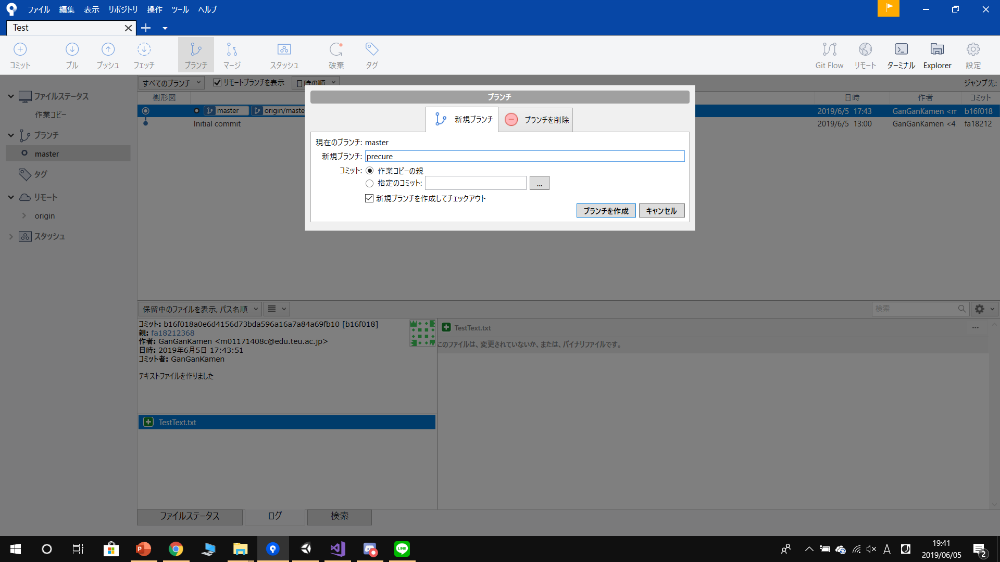 ファイル 編集 表示 リポジトリ 操作 ツール ヘルプ
Test
コミット プル プッシュ フェッチ ブランチ マージ スタッシュ 破棄 タグ Git Flow リモート ターミナル Explorer 設定
すべてのブランチ リモートブランチを表示 日時の順 ジャンプ先:
樹形図 日時 作者 コミット
master origin/maste 2019/6/5 17:43 GanGanKamen <m b16f018
Initial commit 2019/6/5 13:00 GanGanKamen <4 fa18212
ファイルステータス
作業コピー
ブランチ
master
タグ
リモート
origin
スタッシュ
ブランチ
新規ブランチ ブランチを削除
現在のブランチ: master
新規ブランチ: precure
コミット: 作業コピーの親
指定のコミット: ...
新規ブランチを作成してチェックアウト
ブランチを作成 キャンセル
保留中のファイルを表示, パス名順 検索
コミット: b16f018a0e6d4156d73bda596a16a7a84a69fb10 [b16f018]
親: fa18212368
作者: GanGanKamen <m01171408c@edu.teu.ac.jp>
日時: 2019年6月5日 17:43:51
コミット者: GanGanKamen
テキストファイルを作りました
TestText.txt
TestText.txt ...
このファイルは、変更されていないか、または、バイナリファイルです。
ファイルステータス ログ 検索
P LINE A J 19:41
2019/06/05
2